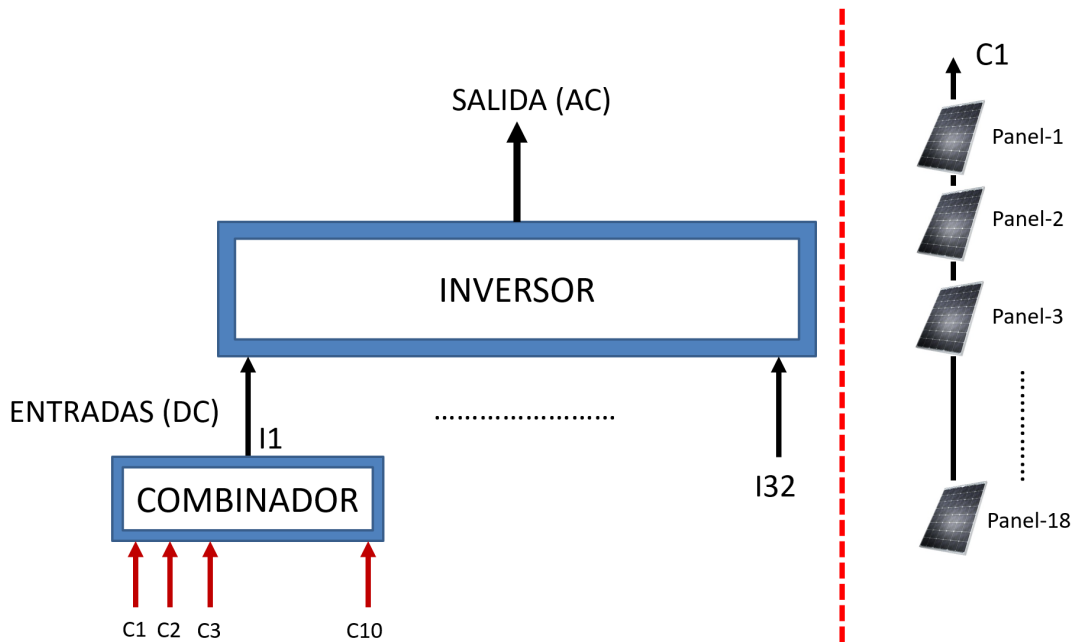 SALIDA (AC)
INVERSOR
ENTRADAS (DC)
I1
………………………
I32
COMBINADOR
C1
C2
C3
C10
C1
Panel-1
Panel-2
Panel-3
Panel-18